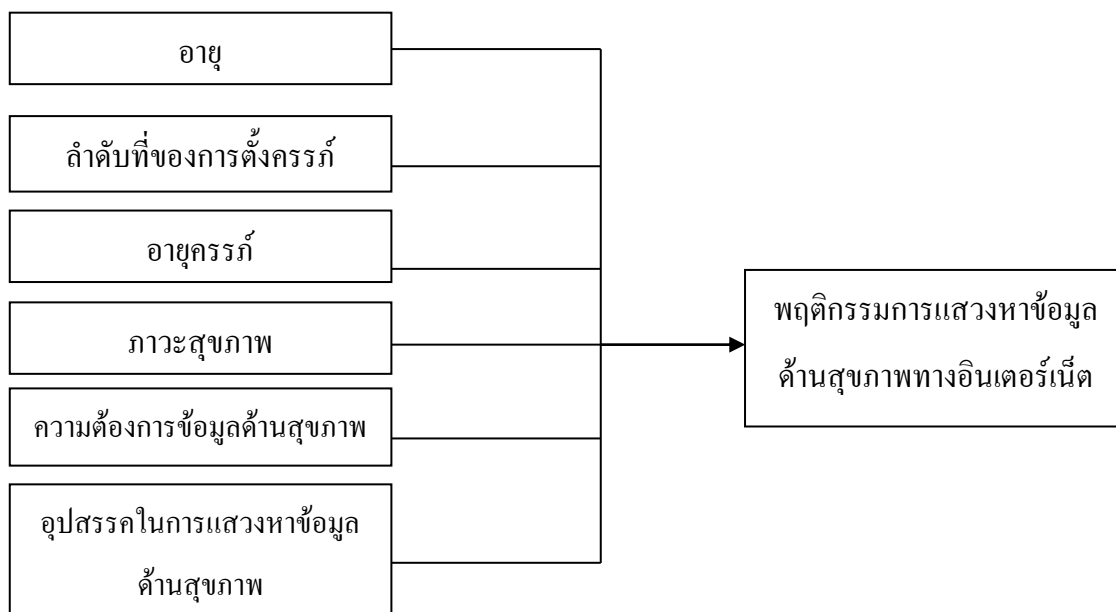 อายุ
ลำดับที่ของการตั้งครรภ์
อายุครรภ์
ภาวะสุขภาพ
ความต้องการข้อมูลด้านสุขภาพ
อุปสรรคในการแสวงหาข้อมูล
ด้านสุขภาพ
พฤติกรรมการแสวงหาข้อมูล
ด้านสุขภาพทางอินเตอร์เน็ต